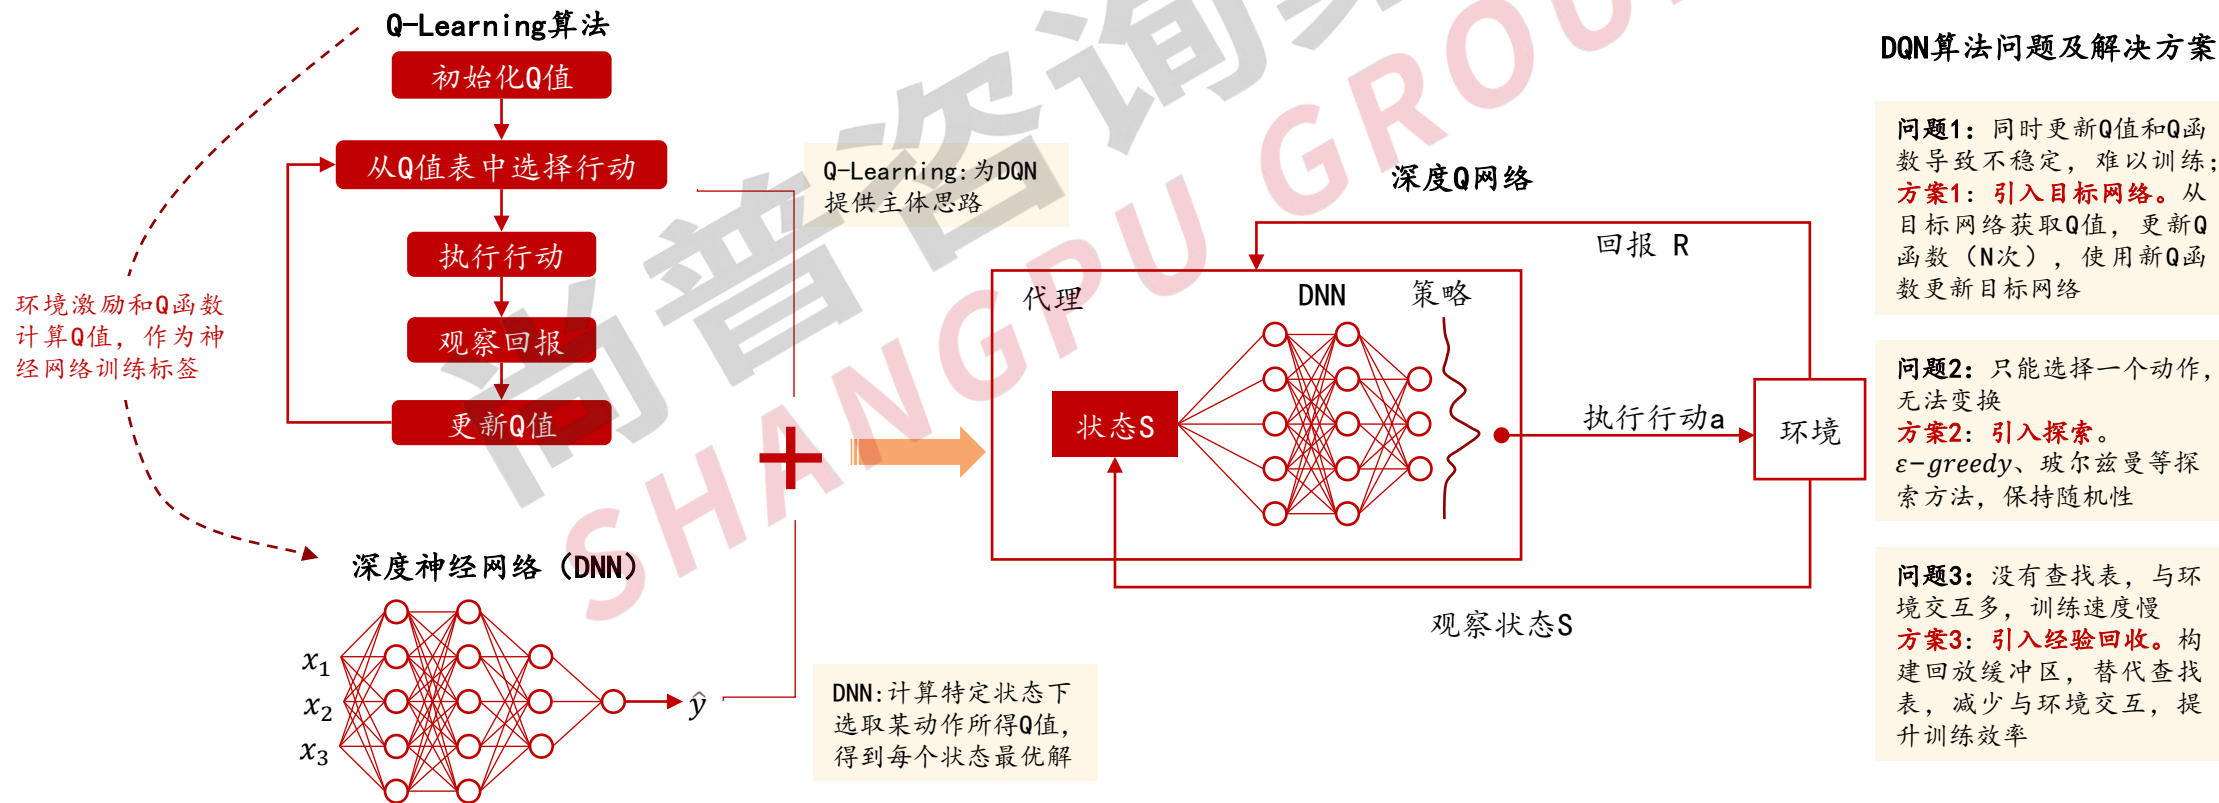 Q-Learning算法
初始化Q值
从Q值表中选择行动
执行行动
观察回报
更新Q值
环境激励和Q函数
计算Q值，作为神
经网络训练标签
深度神经网络（DNN）
x₁
x₂
x₃
ŷ
Q-Learning:为DQN
提供主体思路
DNN:计算特定状态下
选取某动作所得Q值，
得到每个状态最优解
深度Q网络
回报 R
代理
DNN
策略
状态S
执行行动a
环境
观察状态S
DQN算法问题及解决方案
问题1：同时更新Q值和Q函
数导致不稳定，难以训练；
方案1：引入目标网络。从
目标网络获取Q值，更新Q
函数（N次），使用新Q函
数更新目标网络
问题2：只能选择一个动作，
无法变换
方案2：引入探索。
ε−greedy、玻尔兹曼等探
索方法，保持随机性
问题3：没有查找表，与环
境交互多，训练速度慢
方案3：引入经验回收。构
建回放缓冲区，替代查找
表，减少与环境交互，提
升训练效率
尚普咨询
SHANGPU GROU